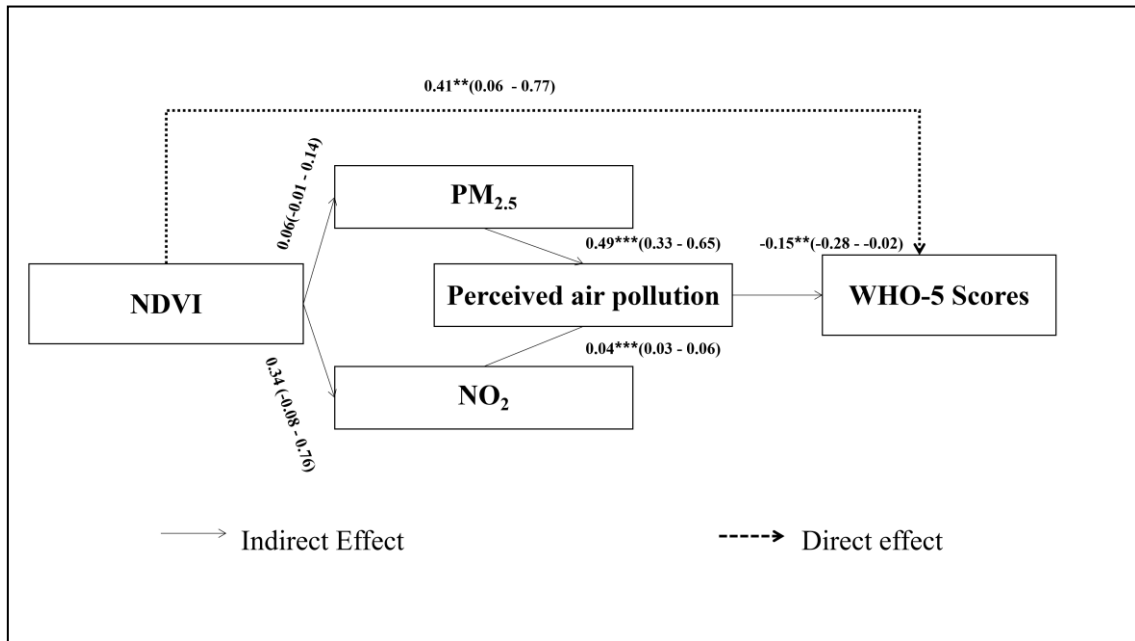 0.41**(0.06 - 0.77)
0.06(-0.01 - 0.14)
PM₂.₅
0.49***(0.33 - 0.65)
-0.15**(-0.28 - -0.02)
NDVI
Perceived air pollution
WHO-5 Scores
0.04***(0.03 - 0.06)
0.34 (-0.08 - 0.76)
NO₂
Indirect Effect
Direct effect